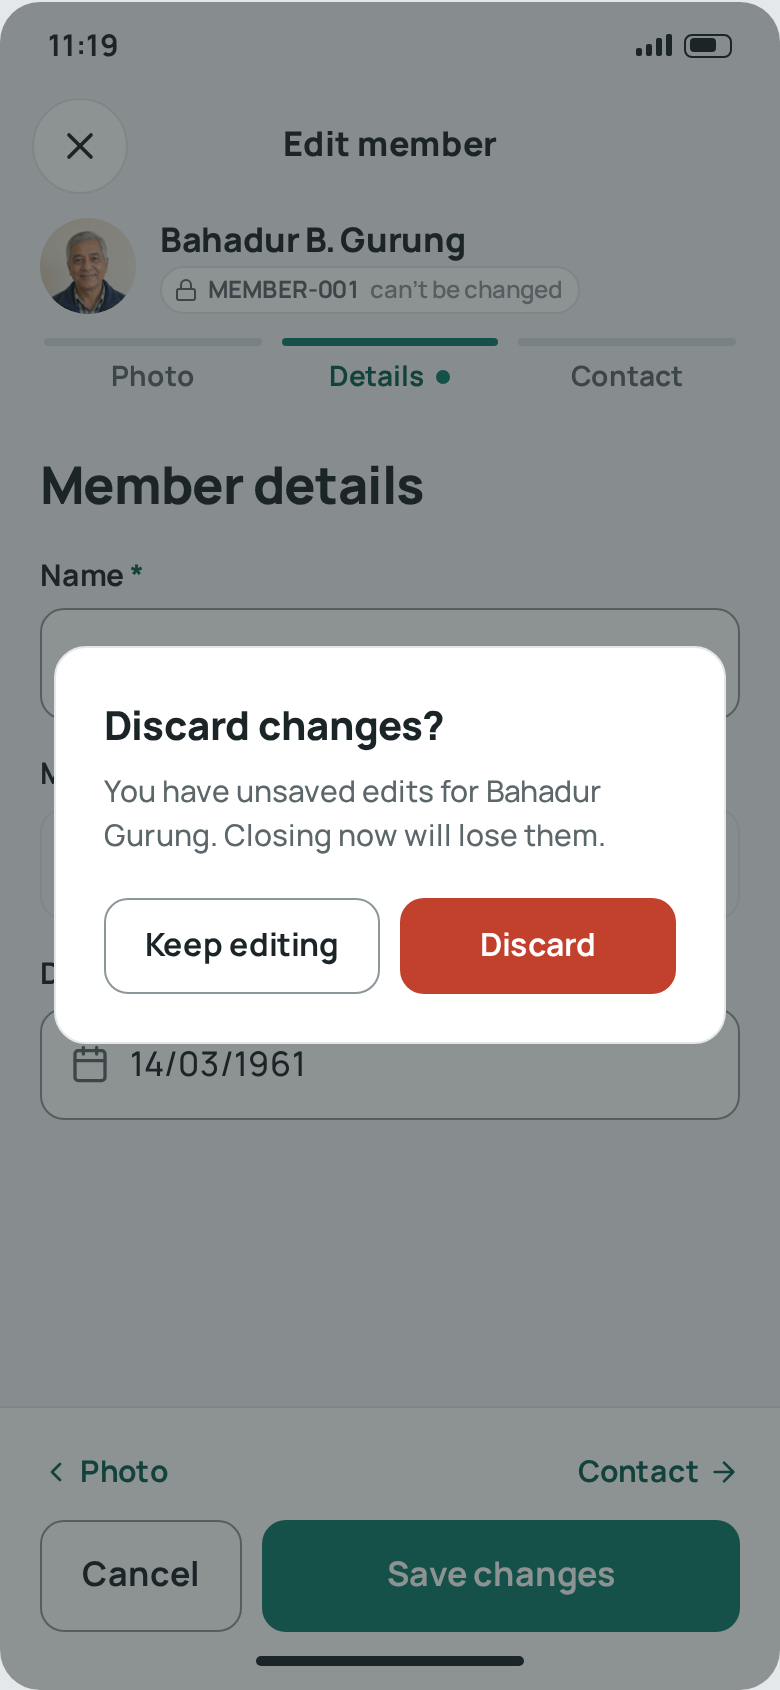 11:19
Edit member
Bahadur B. Gurung
MEMBER-001 can't be changed
Photo Details Contact
Member details
Name *
M
Discard changes?
You have unsaved edits for Bahadur
Gurung. Closing now will lose them.
Keep editing Discard
D
14/03/1961
Photo Contact
Cancel Save changes